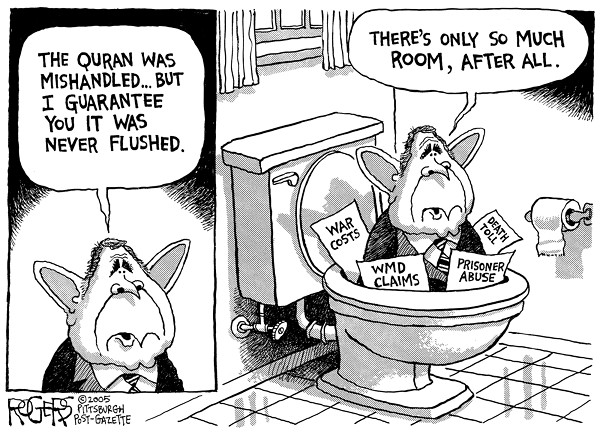 THE QURAN WAS
MISHANDLED... BUT
I GUARANTEE
YOU IT WAS
NEVER FLUSHED.
THERE'S ONLY SO MUCH
ROOM, AFTER ALL.
WAR
COSTS
WMD
CLAIMS
PRISONER
ABUSE
DEATH
TOLL
ROGERS
©2005
PITTSBURGH
POST-GAZETTE